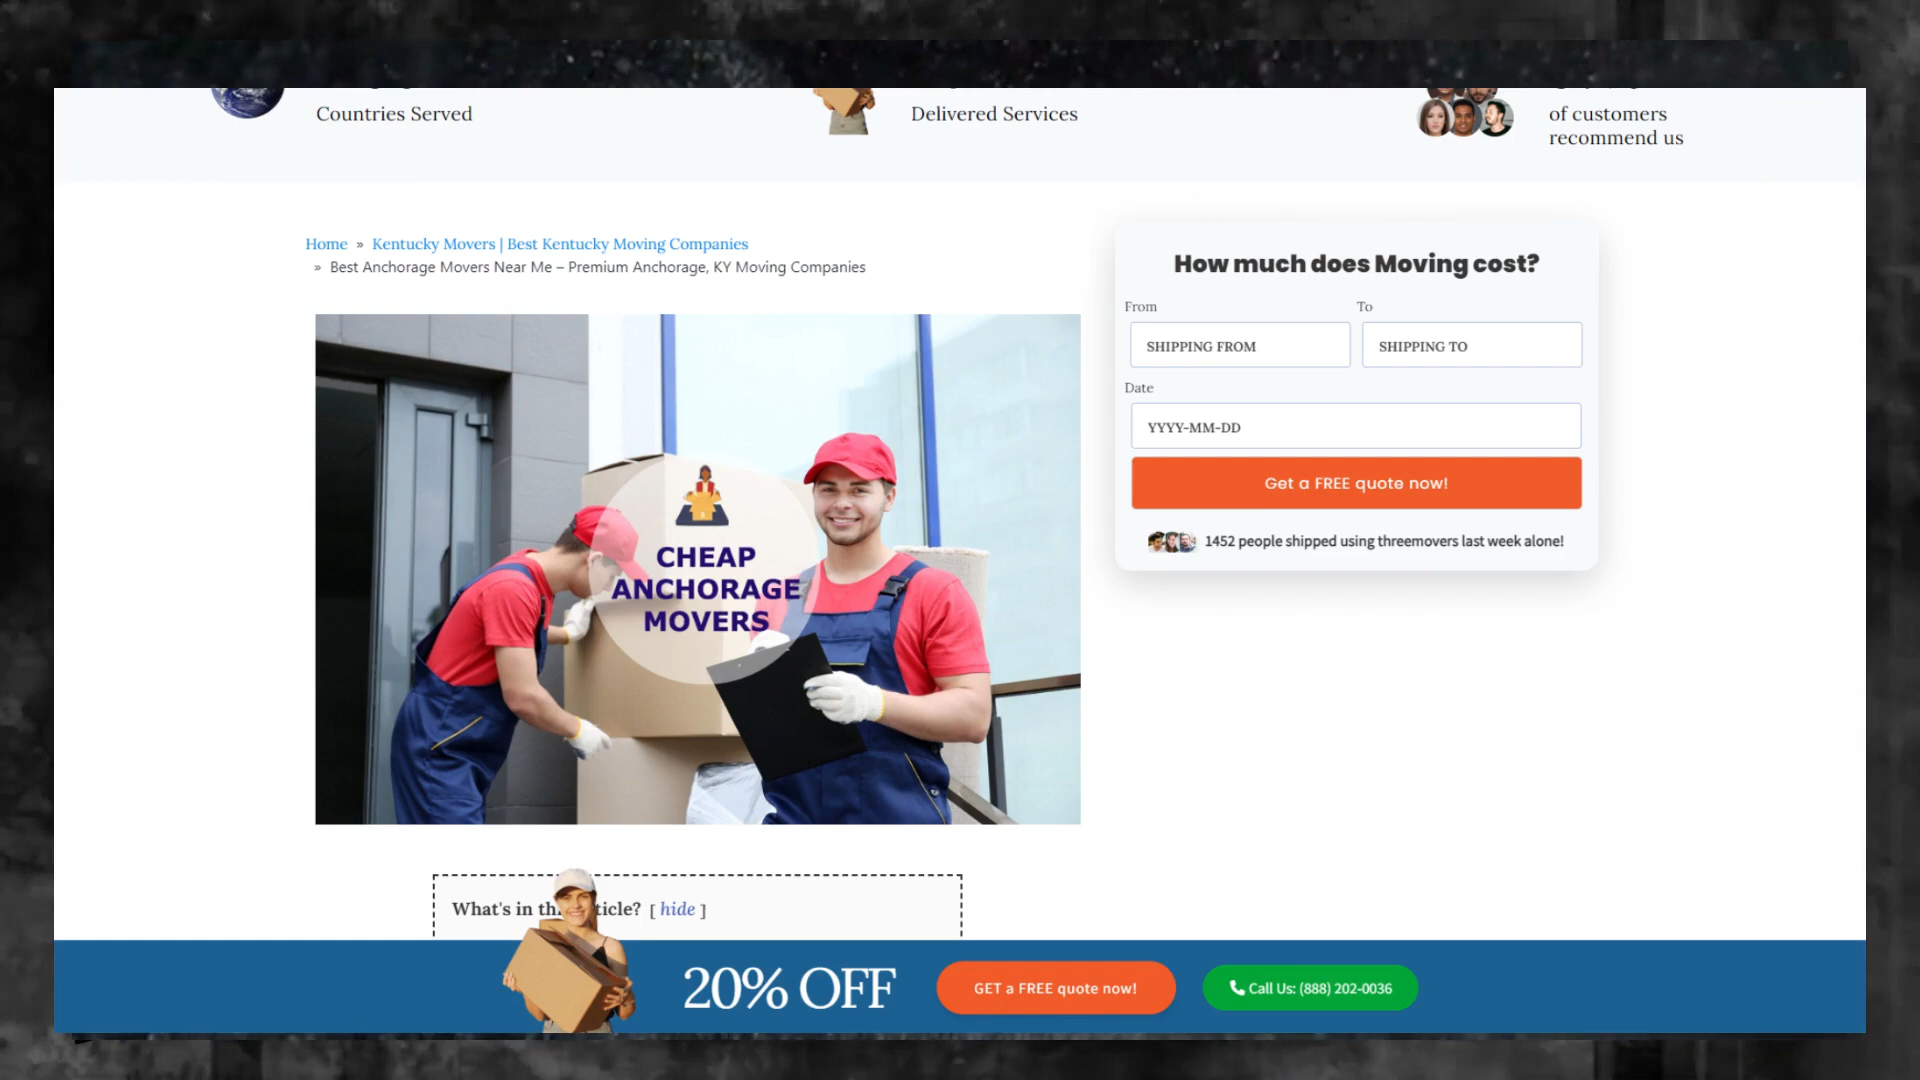 Countries Served
Delivered Services
of customers
recommend us
Home » Kentucky Movers | Best Kentucky Moving Companies
» Best Anchorage Movers Near Me – Premium Anchorage, KY Moving Companies
CHEAP
ANCHORAGE
MOVERS
How much does Moving cost?
From To
SHIPPING FROM SHIPPING TO
Date
YYYY-MM-DD
Get a FREE quote now!
1452 people shipped using threemovers last week alone!
What's in ticle? [ hide ]
20% OFF GET a FREE quote now! Call Us: (888) 202-0036